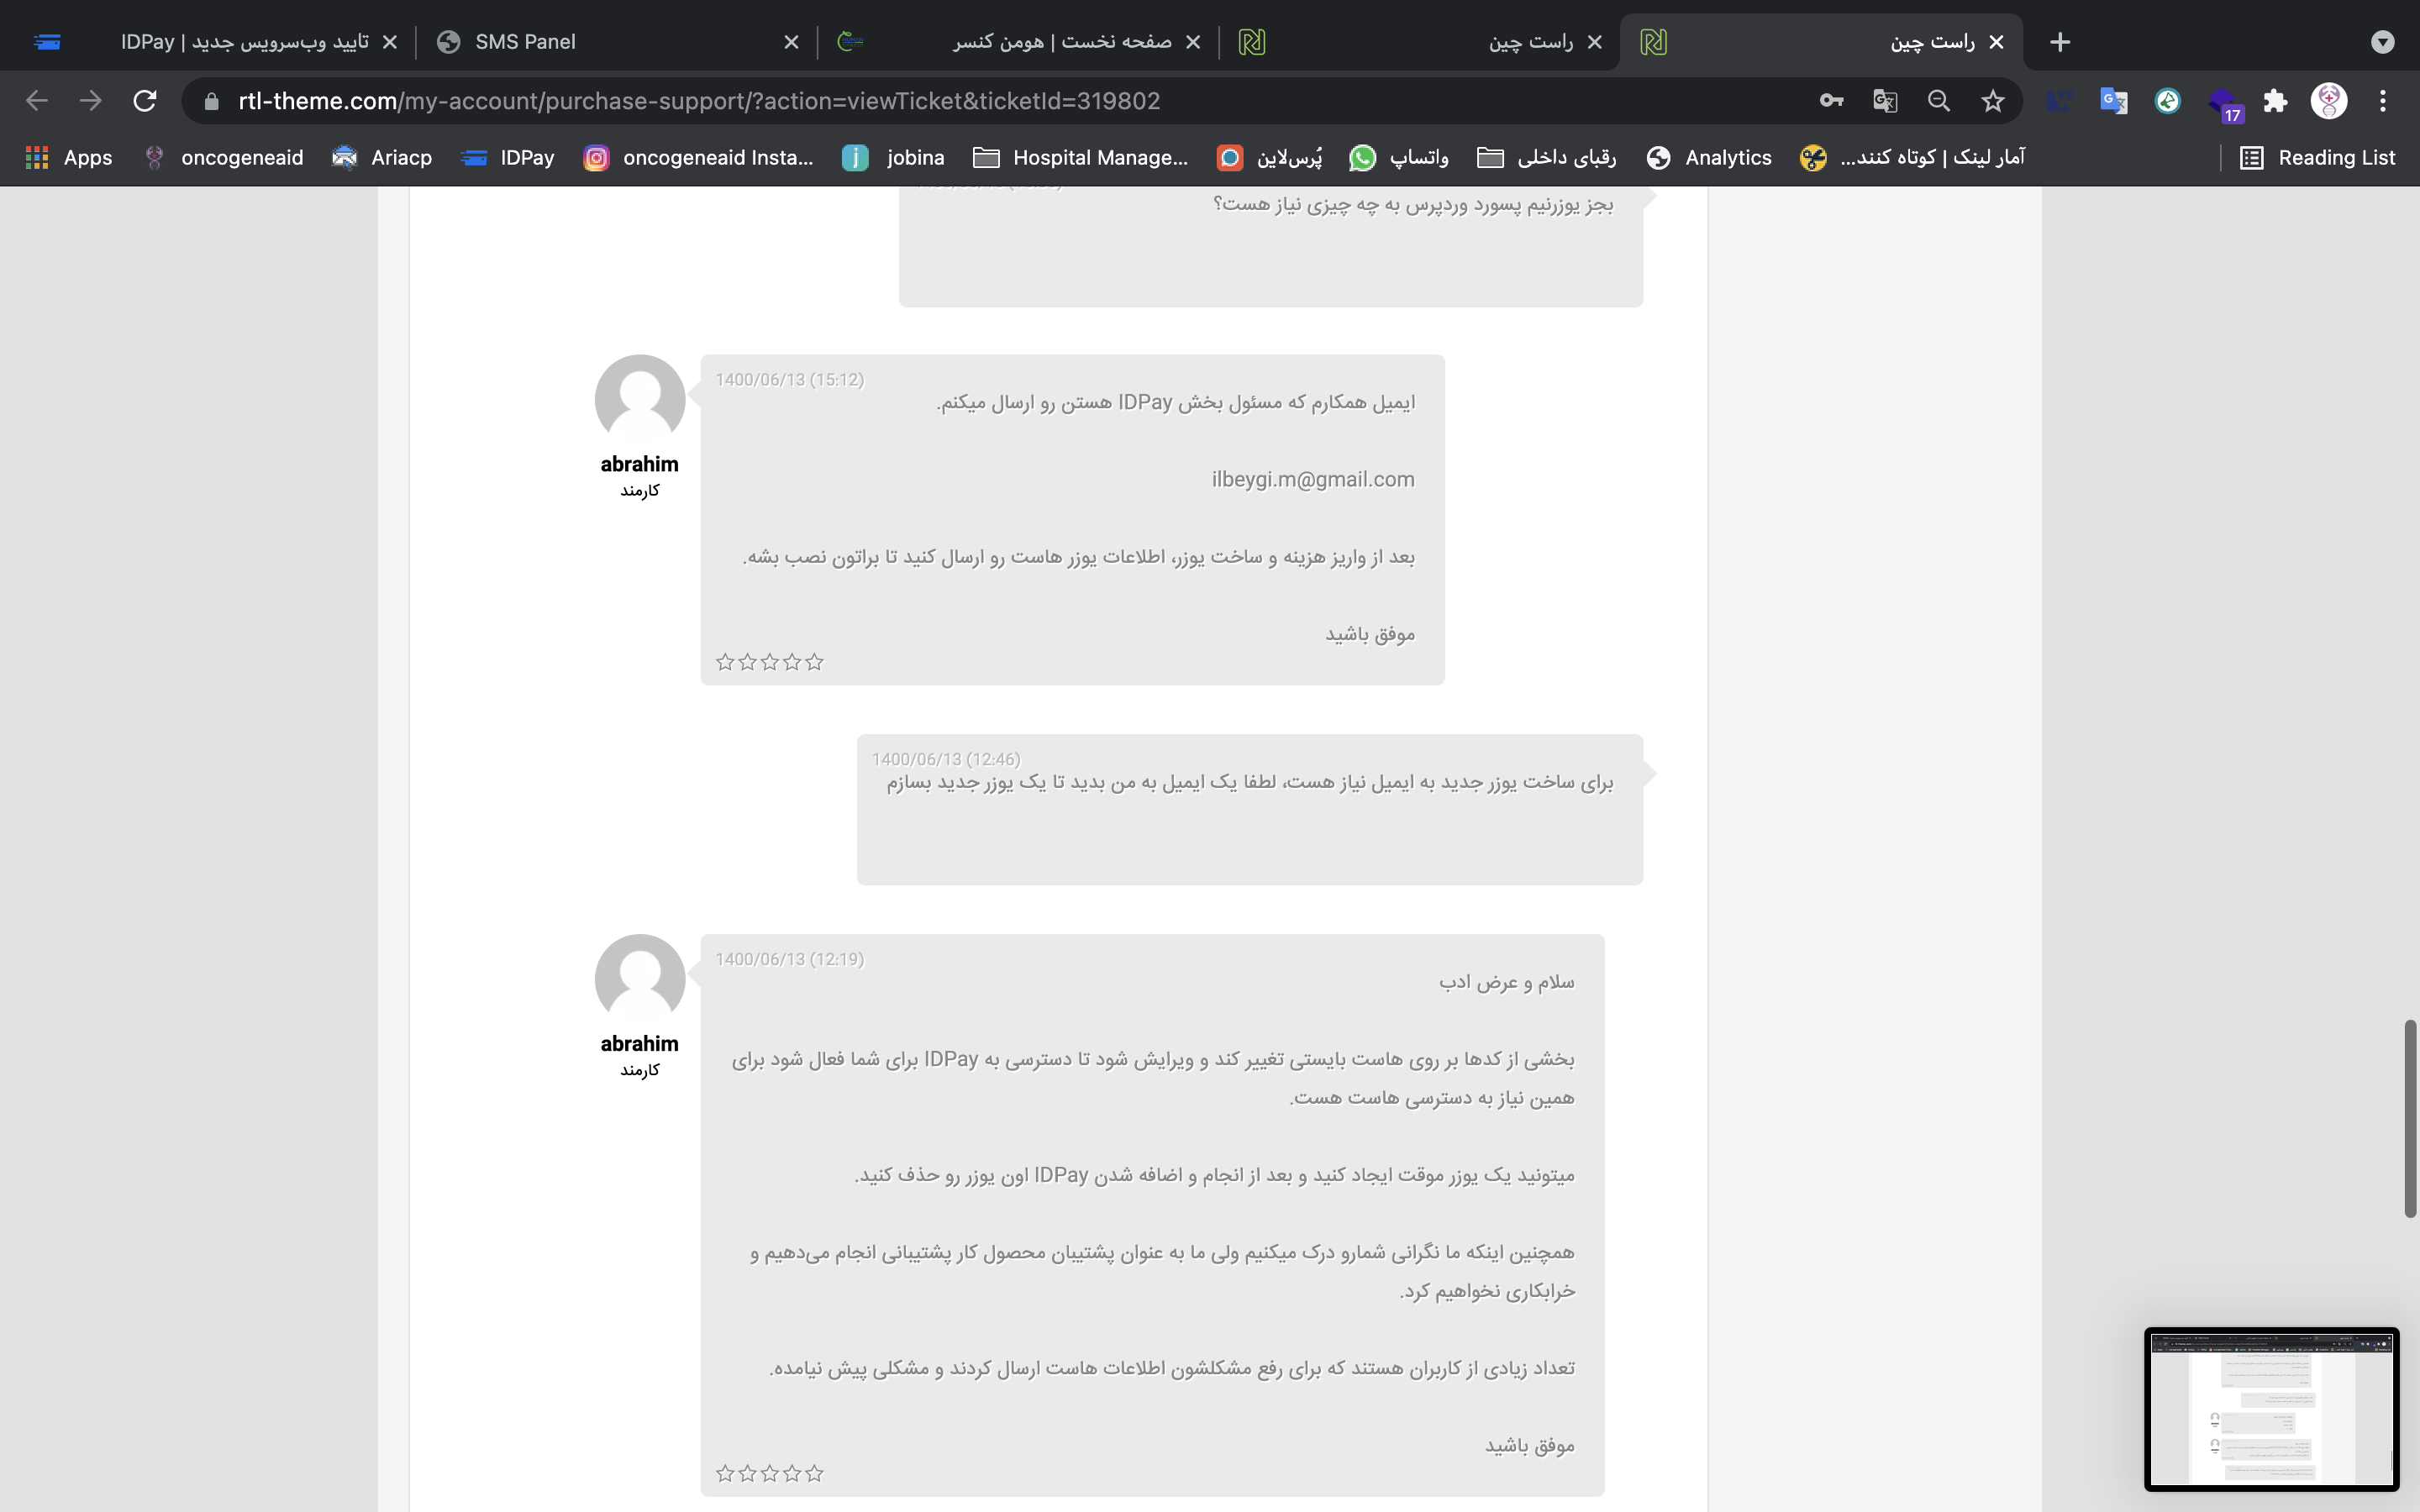 تایید وب‌سرویس جدید | IDPay
SMS Panel
صفحه نخست | هومن کنسر
راست چین
راست چین
rtl-theme.com/my-account/purchase-support/?action=viewTicket&ticketId=319802
17
Apps
oncogeneaid
Ariacp
IDPay
oncogeneaid Insta...
jobina
Hospital Manage...
پُرس‌لاین
واتساپ
رقبای داخلی
Analytics
آمار لینک | کوتاه کنند...
Reading List
بجز یوزرنیم پسورد وردپرس به چه چیزی نیاز هست؟
1400/06/13 (15:12)
ایمیل همکارم که مسئول بخش IDPay هستن رو ارسال میکنم.
ilbeygi.m@gmail.com
بعد از واریز هزینه و ساخت یوزر، اطلاعات یوزر هاست رو ارسال کنید تا براتون نصب بشه.
موفق باشید
abrahim
کارمند
1400/06/13 (12:46)
برای ساخت یوزر جدید به ایمیل نیاز هست، لطفا یک ایمیل به من بدید تا یک یوزر جدید بسازم
1400/06/13 (12:19)
سلام و عرض ادب
بخشی از کدها بر روی هاست بایستی تغییر کند و ویرایش شود تا دسترسی به IDPay برای شما فعال شود برای
همین نیاز به دسترسی هاست هست.
میتونید یک یوزر موقت ایجاد کنید و بعد از انجام و اضافه شدن IDPay اون یوزر رو حذف کنید.
همچنین اینکه ما نگرانی شمارو درک میکنیم ولی ما به عنوان پشتیبان محصول کار پشتیبانی انجام می‌دهیم و
خرابکاری نخواهیم کرد.
تعداد زیادی از کاربران هستند که برای رفع مشکلشون اطلاعات هاست ارسال کردند و مشکلی پیش نیامده.
موفق باشید
abrahim
کارمند